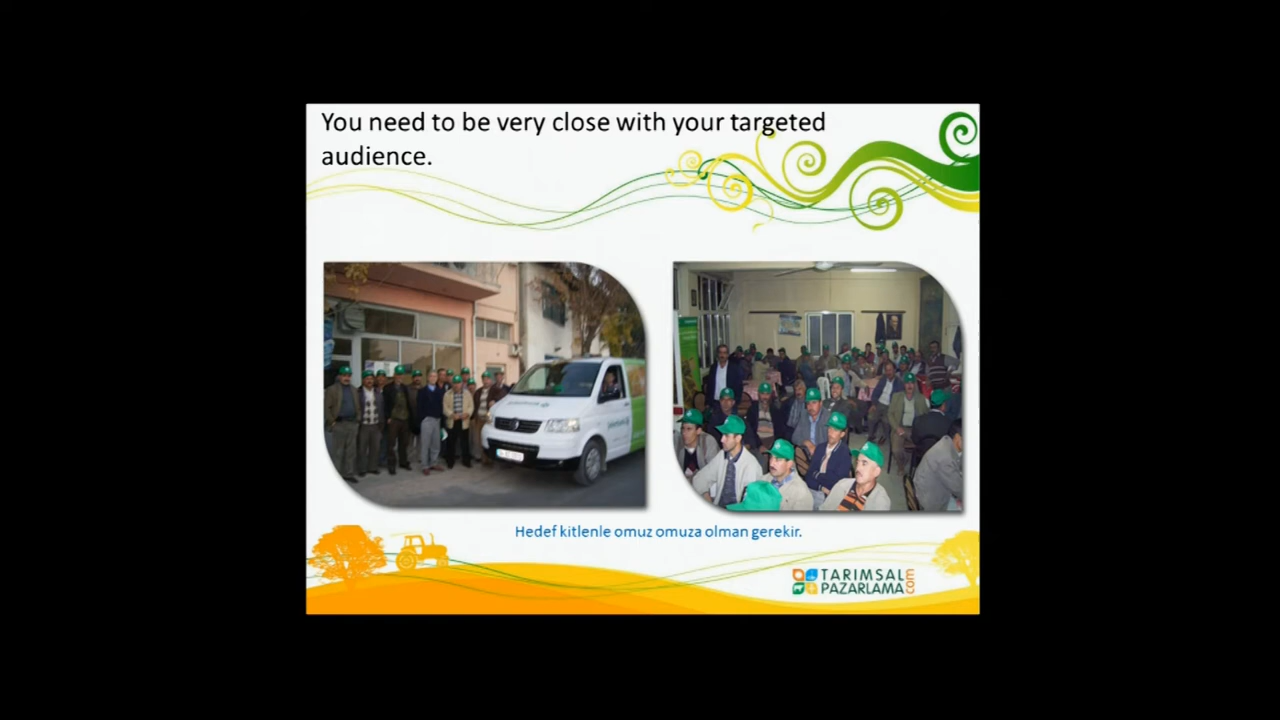 You need to be very close with your targeted
audience.
Hedef kitlenle omuz omuza olman gerekir.
TARIMSAL
PAZARLAMA
com